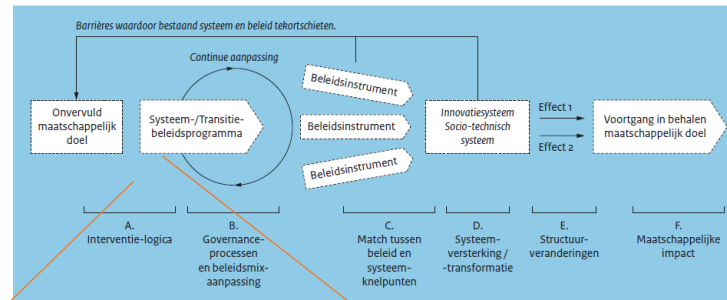 Barrières waardoor bestaand systeem en beleid tekortschieten.
Continue aanpassing
Onvervuld
maatschappelijk
doel
Systeem-/Transitie-
beleidsprogramma
Beleidsinstrument
Beleidsinstrument
Beleidsinstrument
Innovatiesysteem
Socio-technisch
systeem
Effect 1
Effect 2
Voortgang in behalen
maatschappelijk doel
A.
Interventie-logica
B.
Governance-
processen
en beleidsmix-
aanpassing
C.
Match tussen
beleid en
systeem-
knelpunten
D.
Systeem-
versterking /
-transformatie
E.
Structuur-
veranderingen
F.
Maatschappelijke
impact